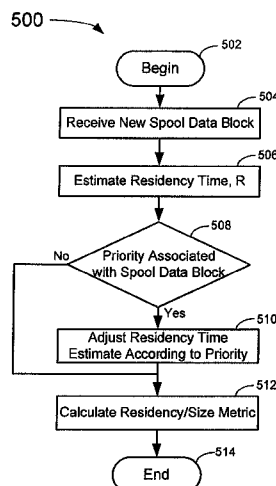 500
502
Begin
504
Receive New Spool Data Block
506
Estimate Residency Time, R
508
Priority Associated
with Spool Data Block
No
Yes
510
Adjust Residency Time
Estimate According to Priority
512
Calculate Residency/Size Metric
514
End